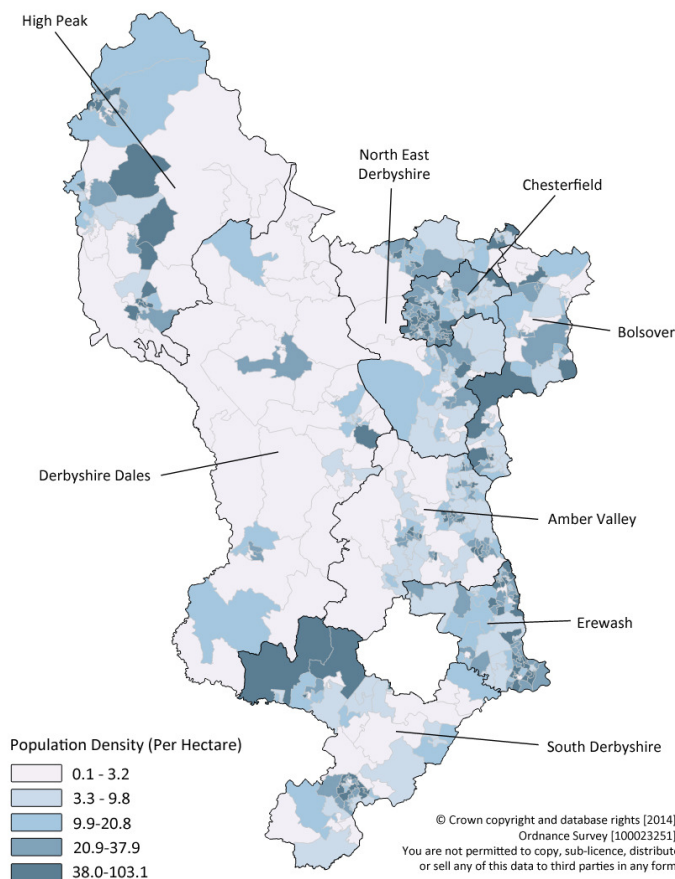 High Peak
North East
Derbyshire
Chesterfield
Bolsover
Derbyshire Dales
Amber Valley
Erewash
South Derbyshire
Population Density (Per Hectare)
0.1 - 3.2
3.3 - 9.8
9.9-20.8
20.9-37.9
38.0-103.1
© Crown copyright and database rights [2014]
Ordnance Survey [100023251]
You are not permitted to copy, sub-licence, distribute
or sell any of this data to third parties in any form